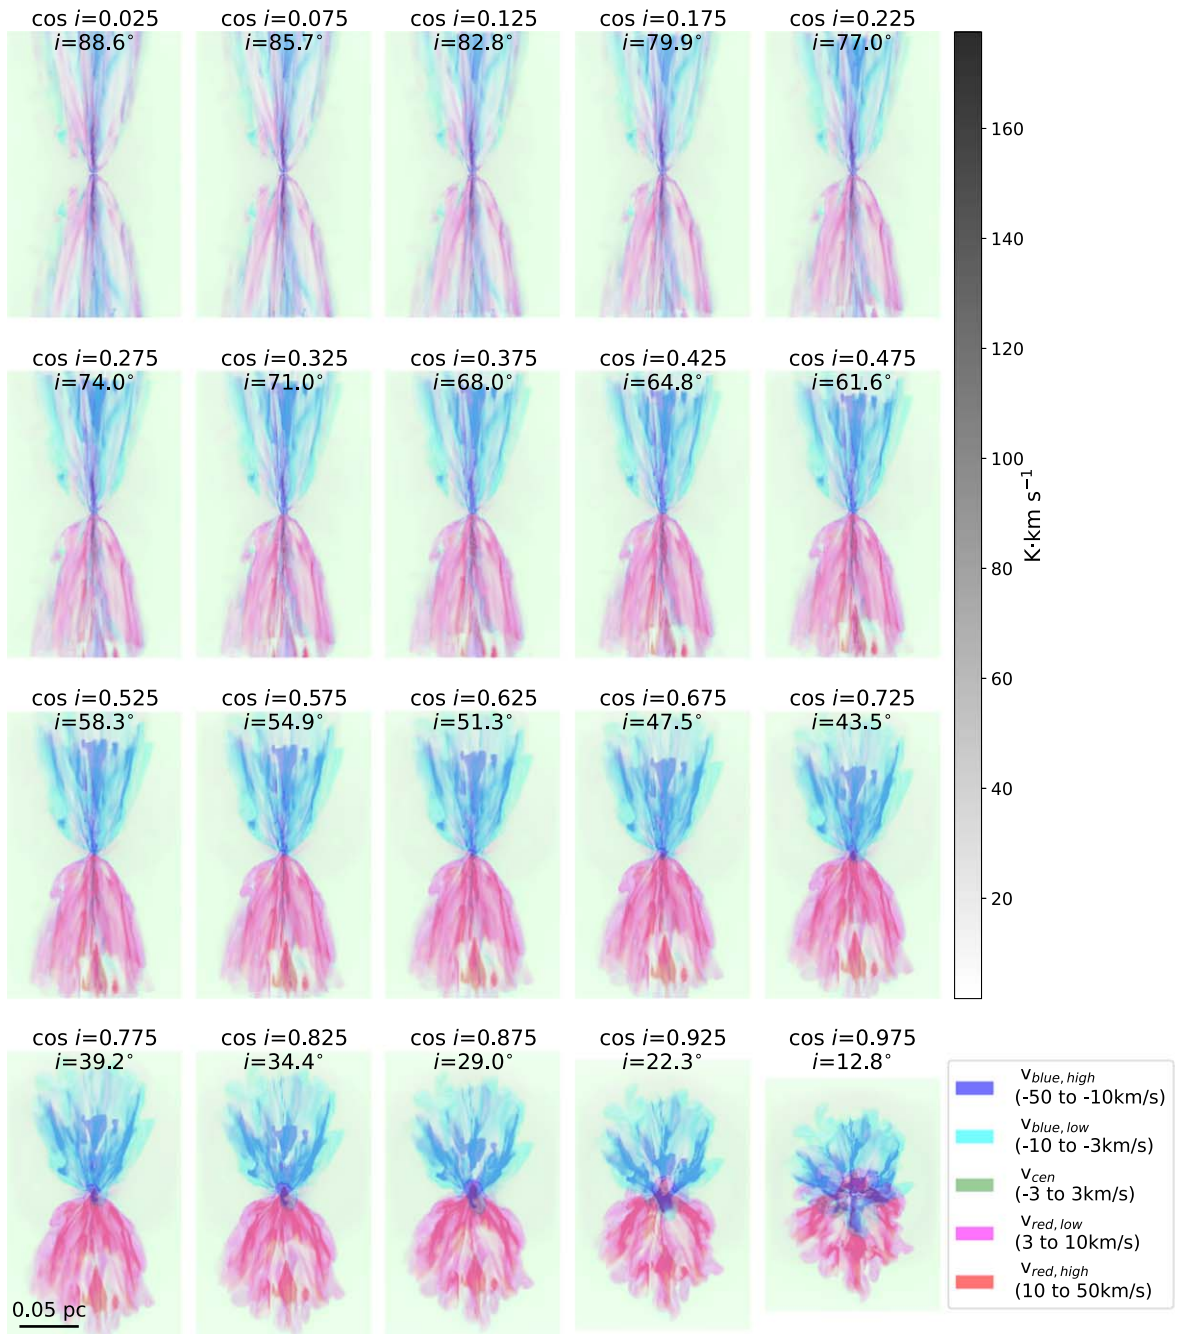 cos i=0.025 cos i=0.075 cos i=0.125 cos i=0.175 cos i=0.225
i=88.6° i=85.7° i=82.8° i=79.9° i=77.0°
160
140
120
100
80
60
40
20
K·km s⁻¹
cos i=0.275 cos i=0.325 cos i=0.375 cos i=0.425 cos i=0.475
i=74.0° i=71.0° i=68.0° i=64.8° i=61.6°
cos i=0.525 cos i=0.575 cos i=0.625 cos i=0.675 cos i=0.725
i=58.3° i=54.9° i=51.3° i=47.5° i=43.5°
cos i=0.775 cos i=0.825 cos i=0.875 cos i=0.925 cos i=0.975
i=39.2° i=34.4° i=29.0° i=22.3° i=12.8°
0.05 pc
v_blue, high
(-50 to -10km/s)
v_blue, low
(-10 to -3km/s)
v_cen
(-3 to 3km/s)
v_red, low
(3 to 10km/s)
v_red, high
(10 to 50km/s)